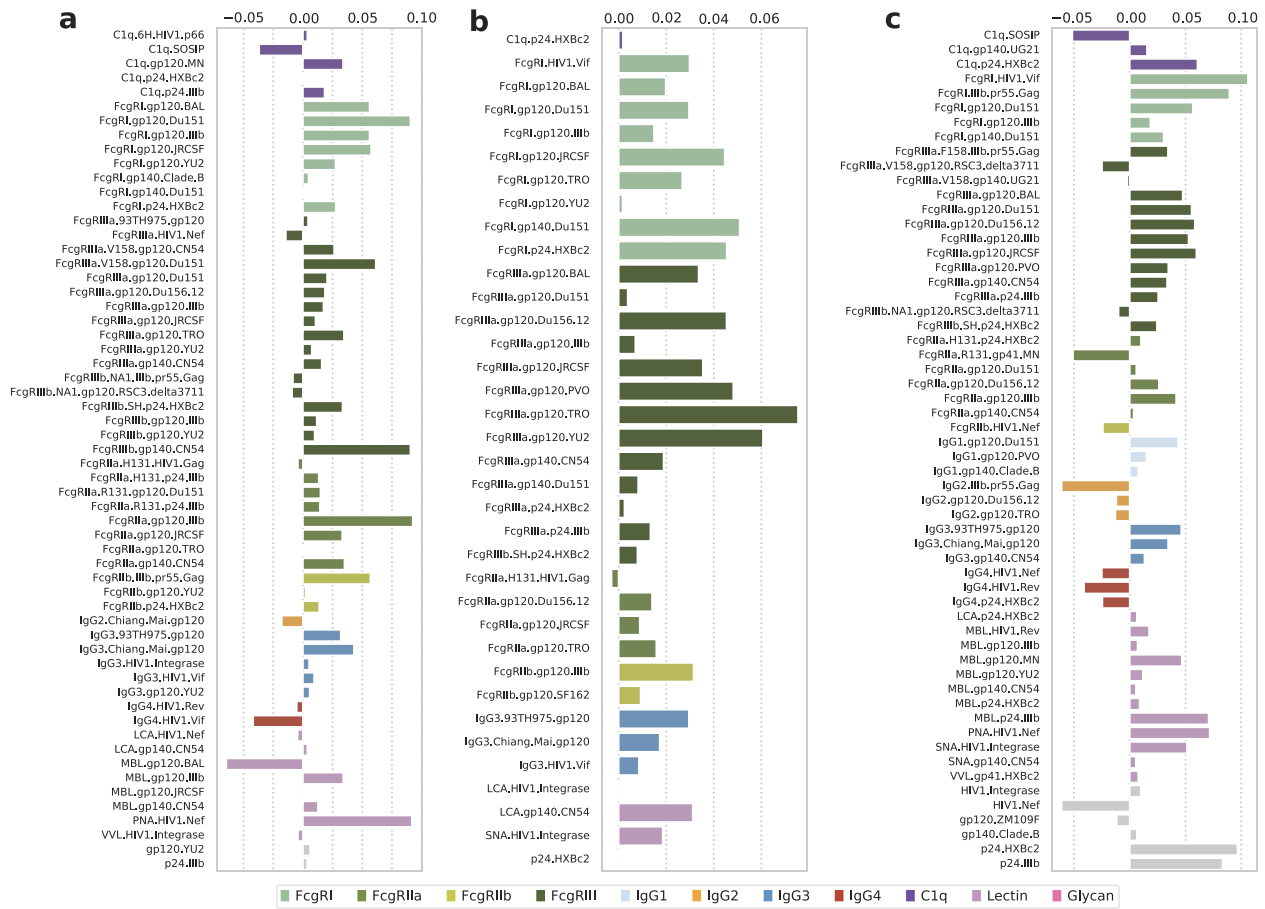 a
−0.05 0.00 0.05 0.10
C1q.6H.HIV1.p66
C1q.SOSIP
C1q.gp120.MN
C1q.p24.HXBc2
C1q.p24.IIIb
FcgRI.gp120.BAL
FcgRI.gp120.Du151
FcgRI.gp120.IIIb
FcgRI.gp120.JRCSF
FcgRI.gp120.YU2
FcgRI.gp140.Clade.B
FcgRI.gp140.Du151
FcgRI.p24.HXBc2
FcgRIIIa.93TH975.gp120
FcgRIIIa.HIV1.Nef
FcgRIIIa.V158.gp120.CN54
FcgRIIIa.V158.gp120.Du151
FcgRIIIa.gp120.Du151
FcgRIIIa.gp120.Du156.12
FcgRIIIa.gp120.IIIb
FcgRIIIa.gp120.JRCSF
FcgRIIIa.gp120.TRO
FcgRIIIa.gp120.YU2
FcgRIIIa.gp140.CN54
FcgRIIIb.NA1.IIIb.pr55.Gag
FcgRIIIb.NA1.gp120.RSC3.delta3711
FcgRIIIb.SH.p24.HXBc2
FcgRIIIb.gp120.IIIb
FcgRIIIb.gp120.YU2
FcgRIIIb.gp140.CN54
FcgRIIa.H131.HIV1.Gag
FcgRIIa.H131.p24.IIIb
FcgRIIa.R131.gp120.Du151
FcgRIIa.R131.p24.IIIb
FcgRIIa.gp120.IIIb
FcgRIIa.gp120.JRCSF
FcgRIIa.gp120.TRO
FcgRIIa.gp140.CN54
FcgRIIb.IIIb.pr55.Gag
FcgRIIb.gp120.YU2
FcgRIIb.p24.HXBc2
IgG2.Chiang.Mai.gp120
IgG3.93TH975.gp120
IgG3.Chiang.Mai.gp120
IgG3.HIV1.Integrase
IgG3.HIV1.Vif
IgG3.gp120.YU2
IgG4.HIV1.Rev
IgG4.HIV1.Vif
LCA.HIV1.Nef
LCA.gp140.CN54
MBL.gp120.BAL
MBL.gp120.IIIb
MBL.gp120.JRCSF
MBL.gp140.CN54
PNA.HIV1.Nef
VVL.HIV1.Integrase
gp120.YU2
p24.IIIb
b
0.00 0.02 0.04 0.06
C1q.p24.HXBc2
FcgRI.HIV1.Vif
FcgRI.gp120.BAL
FcgRI.gp120.Du151
FcgRI.gp120.IIIb
FcgRI.gp120.JRCSF
FcgRI.gp120.TRO
FcgRI.gp120.YU2
FcgRI.gp140.Du151
FcgRI.p24.HXBc2
FcgRIIIa.gp120.BAL
FcgRIIIa.gp120.Du151
FcgRIIIa.gp120.Du156.12
FcgRIIIa.gp120.IIIb
FcgRIIIa.gp120.JRCSF
FcgRIIIa.gp120.PVO
FcgRIIIa.gp120.TRO
FcgRIIIa.gp120.YU2
FcgRIIIa.gp140.CN54
FcgRIIIa.gp140.Du151
FcgRIIIa.p24.HXBc2
FcgRIIIa.p24.IIIb
FcgRIIIb.SH.p24.HXBc2
FcgRIIa.H131.HIV1.Gag
FcgRIIa.gp120.Du156.12
FcgRIIa.gp120.JRCSF
FcgRIIa.gp120.TRO
FcgRIIb.gp120.IIIb
FcgRIIb.gp120.SF162
IgG3.93TH975.gp120
IgG3.Chiang.Mai.gp120
IgG3.HIV1.Vif
LCA.HIV1.Integrase
LCA.gp140.CN54
SNA.HIV1.Integrase
p24.HXBc2
c
−0.05 0.00 0.05 0.10
C1q.SOSIP
C1q.gp140.UG21
C1q.p24.HXBc2
FcgRI.HIV1.Vif
FcgRI.IIIb.pr55.Gag
FcgRI.gp120.Du151
FcgRI.gp120.IIIb
FcgRI.gp140.Du151
FcgRIIIa.F158.IIIb.pr55.Gag
FcgRIIIa.V158.gp120.RSC3.delta3711
FcgRIIIa.V158.gp140.UG21
FcgRIIIa.gp120.BAL
FcgRIIIa.gp120.Du151
FcgRIIIa.gp120.Du156.12
FcgRIIIa.gp120.IIIb
FcgRIIIa.gp120.JRCSF
FcgRIIIa.gp120.PVO
FcgRIIIa.gp140.CN54
FcgRIIIa.p24.IIIb
FcgRIIIb.NA1.gp120.RSC3.delta3711
FcgRIIIb.SH.p24.HXBc2
FcgRIIa.H131.p24.HXBc2
FcgRIIa.R131.gp41.MN
FcgRIIa.gp120.Du151
FcgRIIa.gp120.Du156.12
FcgRIIa.gp120.IIIb
FcgRIIa.gp140.CN54
FcgRIIb.HIV1.Nef
IgG1.gp120.Du151
IgG1.gp120.PVO
IgG1.gp140.Clade.B
IgG2.IIIb.pr55.Gag
IgG2.gp120.Du156.12
IgG2.gp120.TRO
IgG3.93TH975.gp120
IgG3.Chiang.Mai.gp120
IgG3.gp140.CN54
IgG4.HIV1.Nef
IgG4.HIV1.Rev
IgG4.p24.HXBc2
LCA.p24.HXBc2
MBL.HIV1.Rev
MBL.gp120.IIIb
MBL.gp120.MN
MBL.gp120.YU2
MBL.gp140.CN54
MBL.p24.HXBc2
MBL.p24.IIIb
PNA.HIV1.Nef
SNA.HIV1.Integrase
SNA.gp140.CN54
VVL.gp41.HXBc2
HIV1.Integrase
HIV1.Nef
gp120.ZM109F
gp140.Clade.B
p24.HXBc2
p24.IIIb
FcgRI FcgRIIa FcgRIIb FcgRIII IgG1 IgG2 IgG3 IgG4 C1q Lectin Glycan